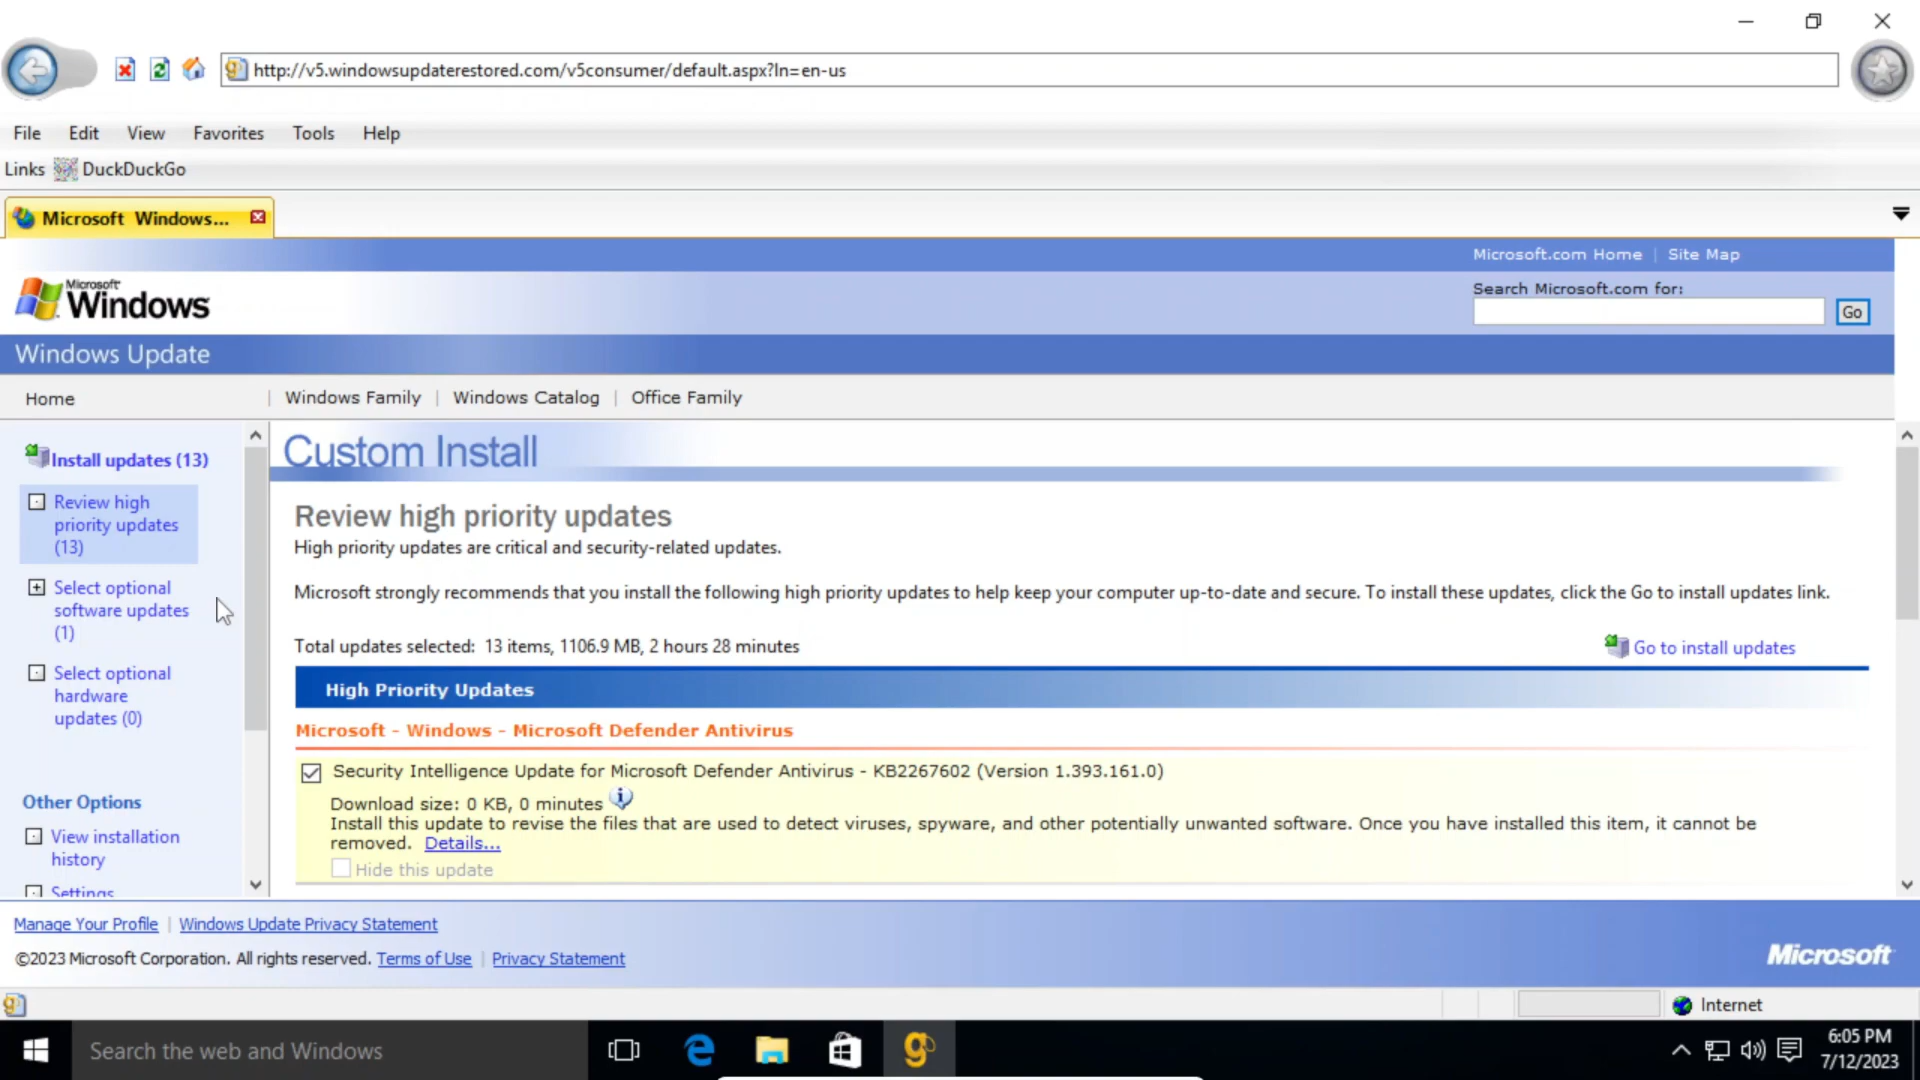 http://v5.windowsupdaterestored.com/v5consumer/default.aspx?ln=en-us
File Edit View Favorites Tools Help
Links DuckDuckGo
Microsoft Windows...
Microsoft.com Home | Site Map
Microsoft
Windows
Search Microsoft.com for:
Go
Windows Update
Home | Windows Family | Windows Catalog | Office Family
Install updates (13)
Review high
priority updates
(13)
Select optional
software updates
(1)
Select optional
hardware
updates (0)
Other Options
View installation
history
Settings
Custom Install
Review high priority updates
High priority updates are critical and security-related updates.
Microsoft strongly recommends that you install the following high priority updates to help keep your computer up-to-date and secure. To install these updates, click the Go to install updates link.
Total updates selected: 13 items, 1106.9 MB, 2 hours 28 minutes
Go to install updates
High Priority Updates
Microsoft - Windows - Microsoft Defender Antivirus
Security Intelligence Update for Microsoft Defender Antivirus - KB2267602 (Version 1.393.161.0)
Download size: 0 KB, 0 minutes
Install this update to revise the files that are used to detect viruses, spyware, and other potentially unwanted software. Once you have installed this item, it cannot be
removed. Details...
Hide this update
Manage Your Profile | Windows Update Privacy Statement
©2023 Microsoft Corporation. All rights reserved. Terms of Use | Privacy Statement
Microsoft
Internet
Search the web and Windows
6:05 PM
7/12/2023